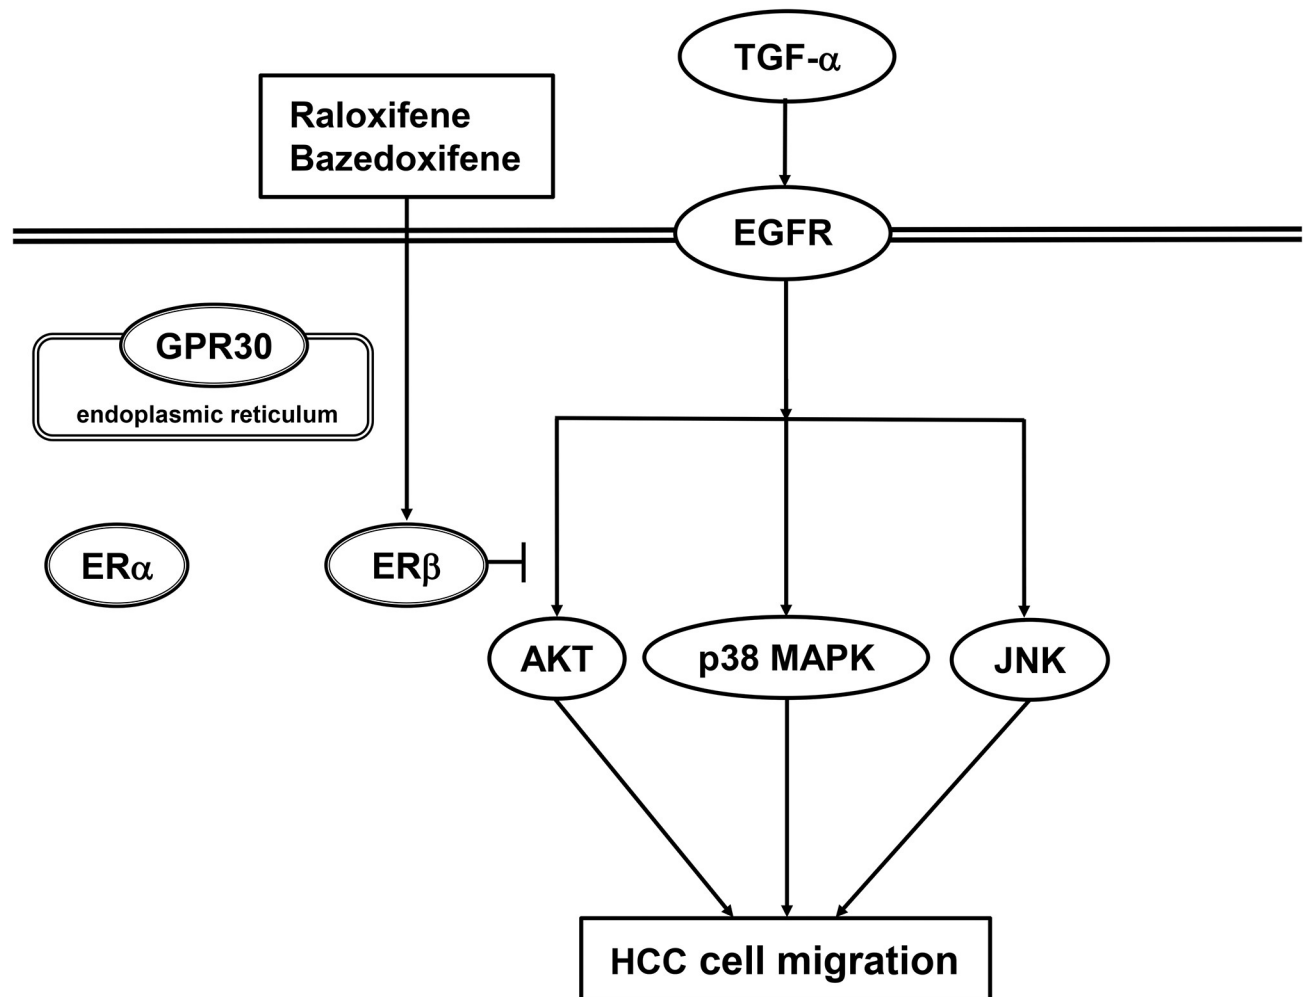 TGF-α
Raloxifene
Bazedoxifene
EGFR
GPR30
endoplasmic reticulum
ERα
ERβ
AKT
p38 MAPK
JNK
HCC cell migration